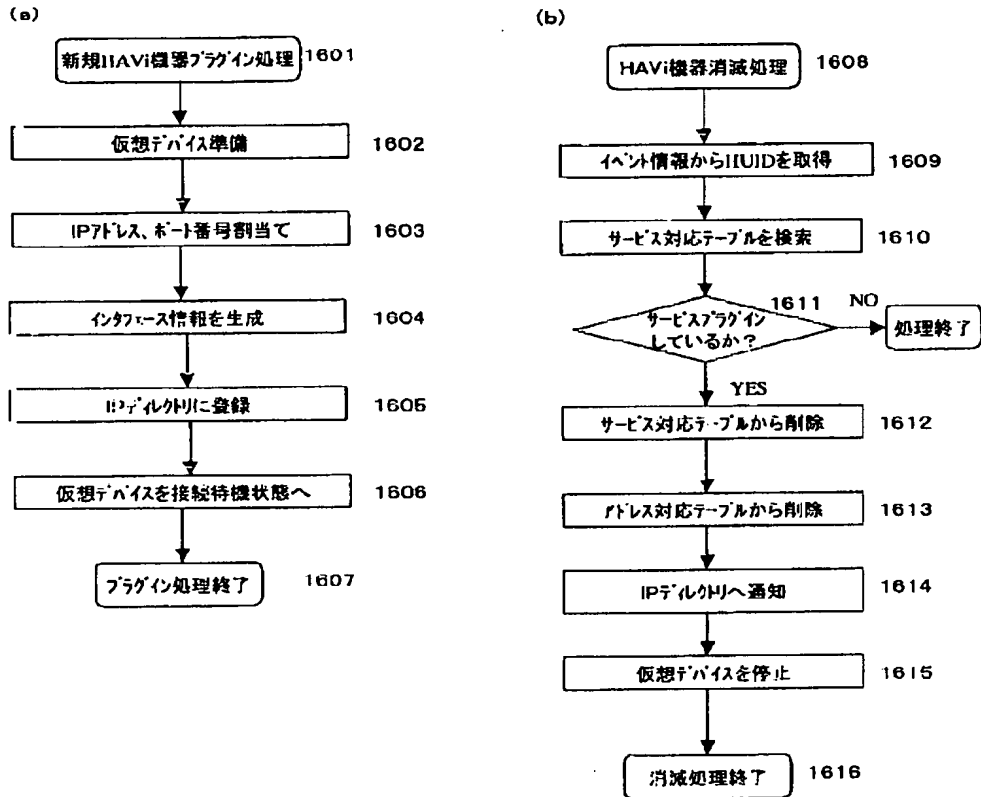 (a)
新規HAVi機器プラグイン処理 1601
仮想デバイス準備 1602
IPアドレス、ポート番号割当て 1603
インタフェース情報を生成 1604
IPディレクトリに登録 1605
仮想デバイスを接続待機状態へ 1606
プラグイン処理終了 1607
(b)
HAVi機器消滅処理 1608
イベント情報からHUIDを取得 1609
サービス対応テーブルを検索 1610
1611
サービスプラグイン
しているか?
NO
処理終了
YES
サービス対応テーブルから削除 1612
アドレス対応テーブルから削除 1613
IPディレクトリへ通知 1614
仮想デバイスを停止 1615
消滅処理終了 1616